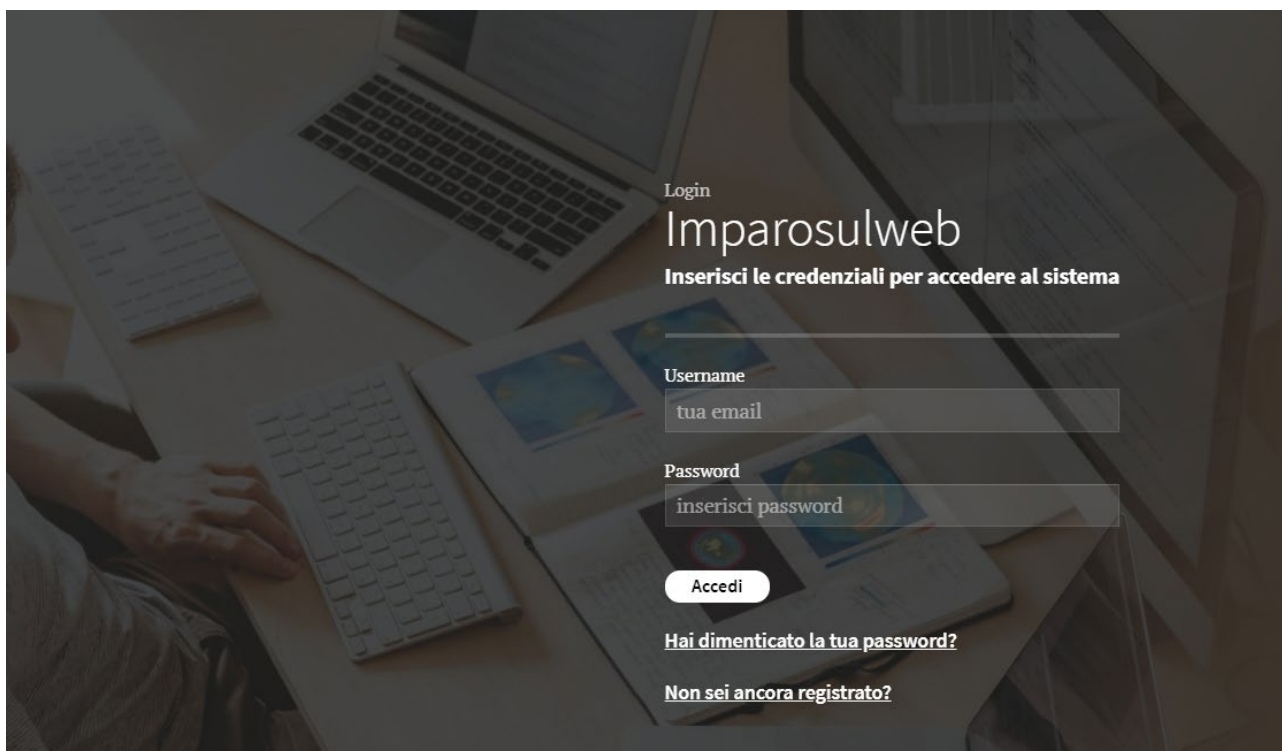 Login
Imparosulweb
Inserisci le credenziali per accedere al sistema
Username
tua email
Password
inserisci password
Accedi
Hai dimenticato la tua password?
Non sei ancora registrato?